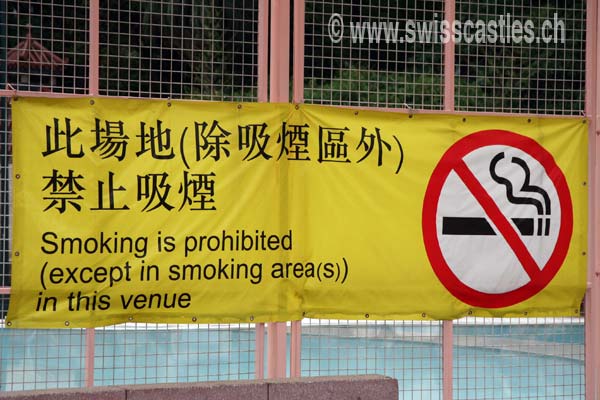 © www.swisscastles.ch
此場地(除吸煙區外)
禁止吸煙
Smoking is prohibited
(except in smoking area(s))
in this venue